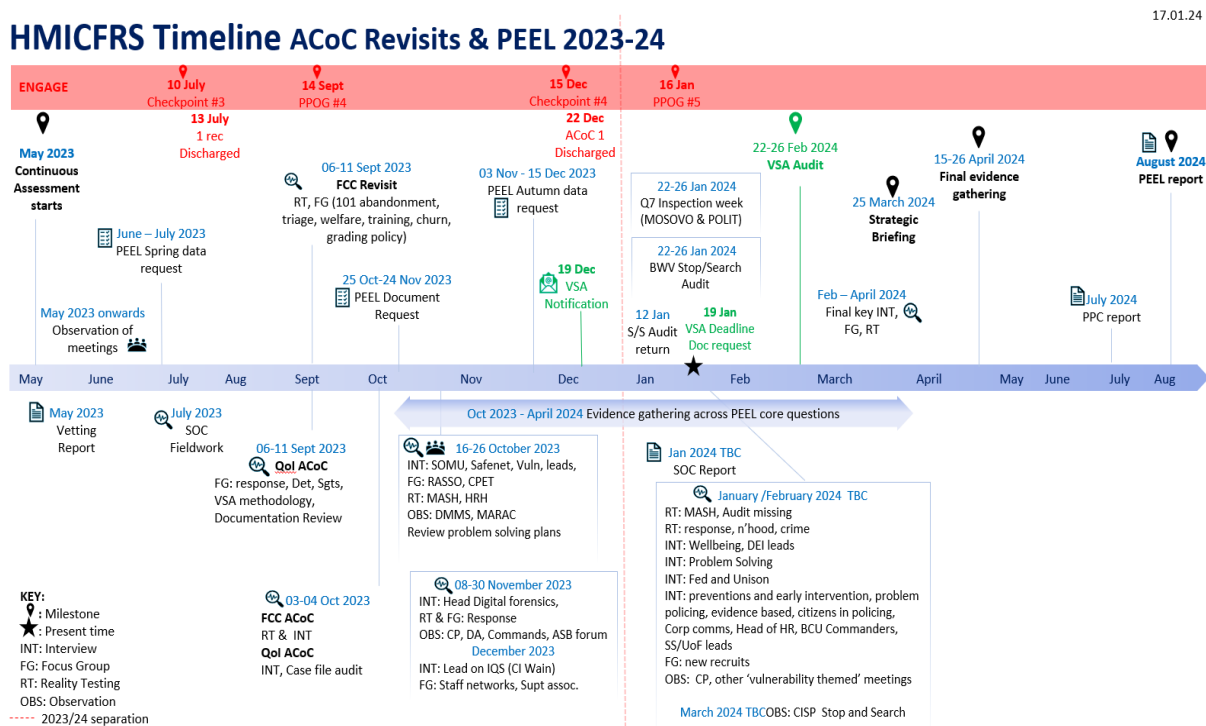 17.01.24
HMICFRS Timeline ACoC Revisits & PEEL 2023-24
ENGAGE
10 July
Checkpoint #3
13 July
1 rec
Discharged
14 Sept
PPOG #4
15 Dec
Checkpoint #4
22 Dec
ACoC 1
Discharged
16 Jan
PPOG #5
May 2023
Continuous
Assessment
starts
June – July 2023
PEEL Spring data
request
May 2023 onwards
Observation of
meetings
06-11 Sept 2023
FCC Revisit
RT, FG (101 abandonment,
triage, welfare, training, churn,
grading policy)
25 Oct-24 Nov 2023
PEEL Document
Request
03 Nov - 15 Dec 2023
PEEL Autumn data
request
19 Dec
VSA
Notification
22-26 Jan 2024
Q7 Inspection week
(MOSOVO & POLIT)
22-26 Jan 2024
BWV Stop/Search
Audit
12 Jan
S/S Audit
return
19 Jan
VSA Deadline
Doc request
22-26 Feb 2024
VSA Audit
25 March 2024
Strategic
Briefing
Feb – April 2024
Final key INT,
FG, RT
15-26 April 2024
Final evidence
gathering
August 2024
PEEL report
July 2024
PPC report
May June July Aug Sept Oct Nov Dec Jan Feb March April May June July Aug
Oct 2023 - April 2024 Evidence gathering across PEEL core questions
May 2023
Vetting
Report
July 2023
SOC
Fieldwork
06-11 Sept 2023
QoI ACoC
FG: response, Det, Sgts,
VSA methodology,
Documentation Review
03-04 Oct 2023
FCC ACoC
RT & INT
QoI ACoC
INT, Case file audit
16-26 October 2023
INT: SOMU, Safenet, Vuln, leads,
FG: RASSO, CPET
RT: MASH, HRH
OBS: DMMS, MARAC
Review problem solving plans
08-30 November 2023
INT: Head Digital forensics,
RT & FG: Response
OBS: CP, DA, Commands, ASB forum
December 2023
INT: Lead on IQS (CI Wain)
FG: Staff networks, Supt assoc.
Jan 2024 TBC
SOC Report
January /February 2024 TBC
RT: MASH, Audit missing
RT: response, n'hood, crime
INT: Wellbeing, DEI leads
INT: Problem Solving
INT: Fed and Unison
INT: preventions and early intervention, problem
policing, evidence based, citizens in policing,
Corp comms, Head of HR, BCU Commanders,
SS/UoF leads
FG: new recruits
OBS: CP, other 'vulnerability themed' meetings
March 2024 TBCOBS: CISP Stop and Search
KEY:
: Milestone
: Present time
INT: Interview
FG: Focus Group
RT: Reality Testing
OBS: Observation
2023/24 separation